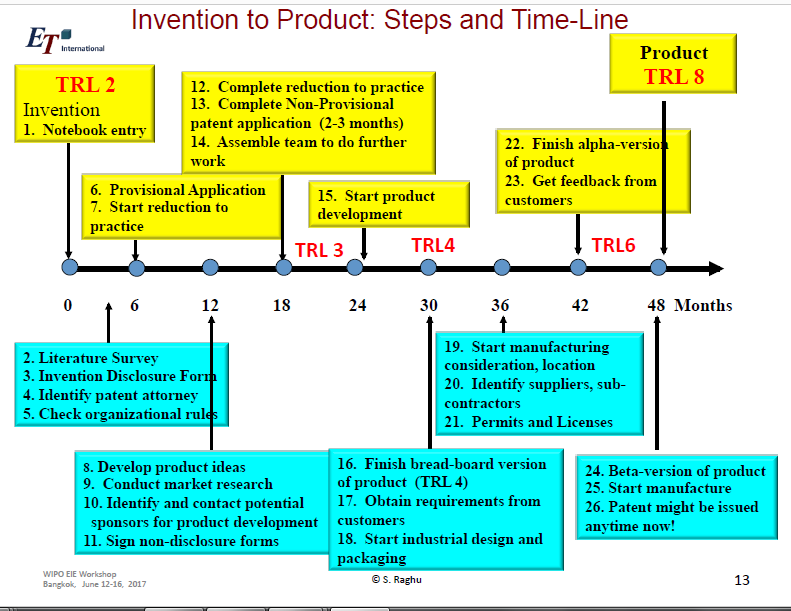 Invention to Product: Steps and Time-Line
ET
International
TRL 2
Invention
1. Notebook entry
12. Complete reduction to practice
13. Complete Non-Provisional
patent application (2-3 months)
14. Assemble team to do further
work
Product
TRL 8
6. Provisional Application
7. Start reduction to
practice
15. Start product
development
22. Finish alpha-version
of product
23. Get feedback from
customers
TRL 3
TRL4
TRL6
0 6 12 18 24 30 36 42 48 Months
2. Literature Survey
3. Invention Disclosure Form
4. Identify patent attorney
5. Check organizational rules
19. Start manufacturing
consideration, location
20. Identify suppliers, sub-
contractors
21. Permits and Licenses
8. Develop product ideas
9. Conduct market research
10. Identify and contact potential
sponsors for product development
11. Sign non-disclosure forms
16. Finish bread-board version
of product (TRL 4)
17. Obtain requirements from
customers
18. Start industrial design and
packaging
24. Beta-version of product
25. Start manufacture
26. Patent might be issued
anytime now!
WIPO EIE Workshop
Bangkok, June 12-16, 2017
© S. Raghu
13